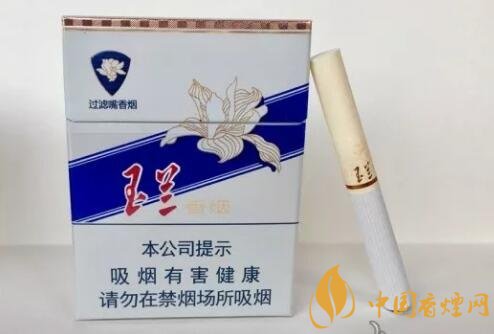 过滤嘴香烟
玉兰
香烟
本公司提示
吸烟有害健康
请勿在禁烟场所吸烟
玉兰
中国香烟网